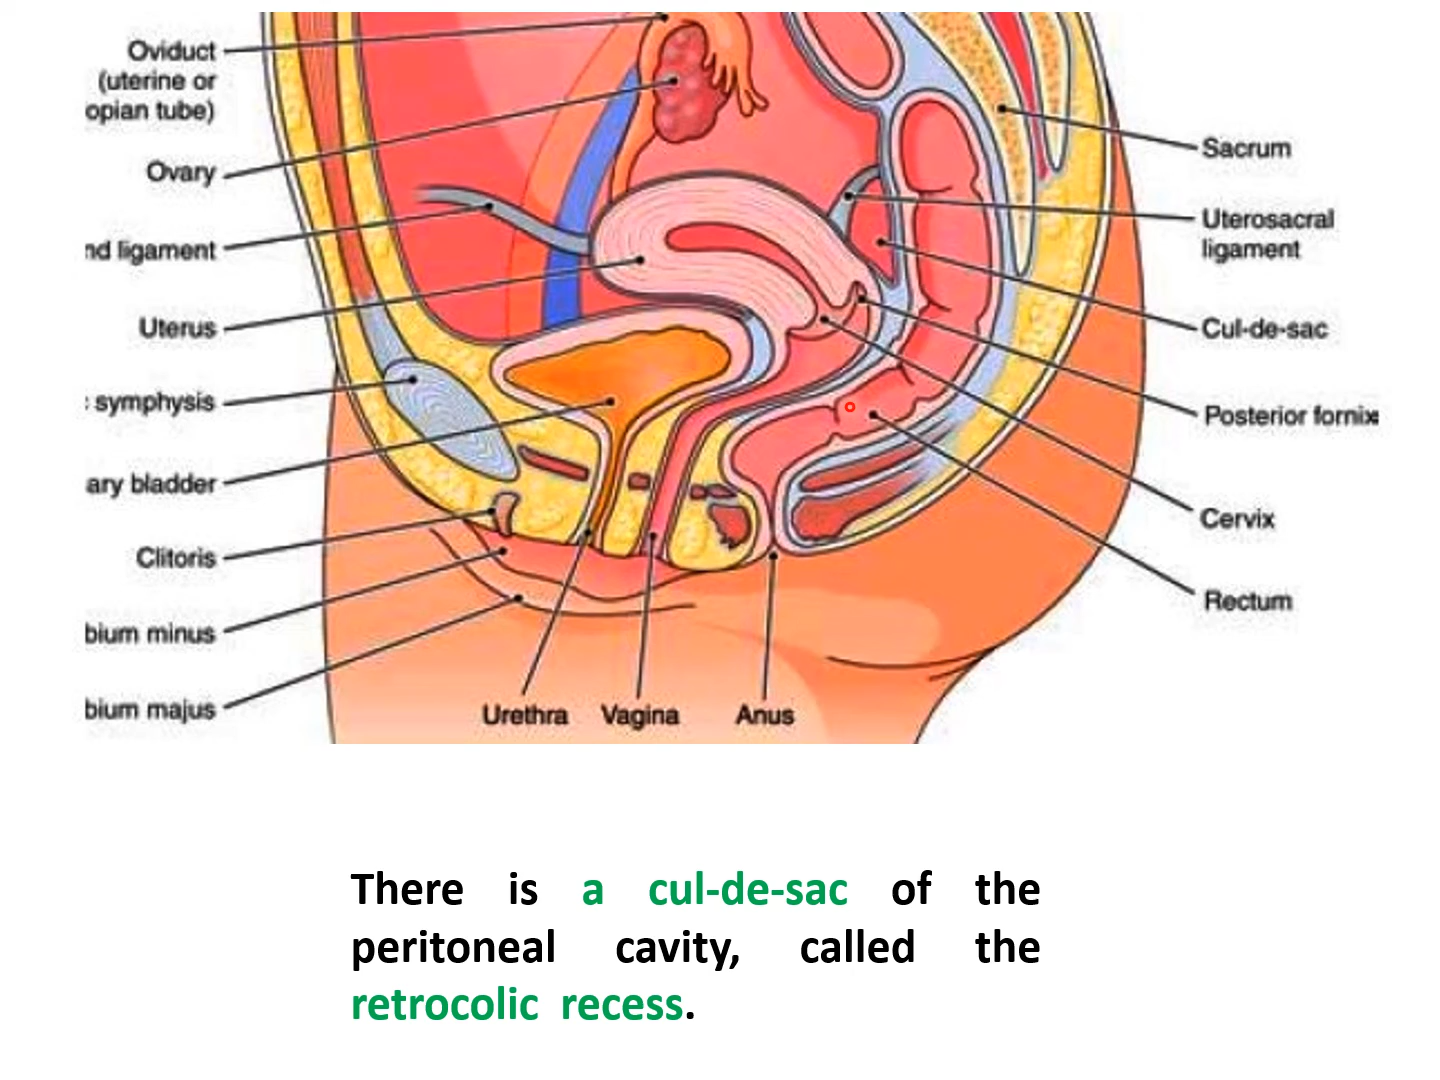 Oviduct
(uterine or
opian tube)
Ovary
nd ligament
Uterus
symphysis
ary bladder
Clitoris
bium minus
bium majus
Urethra Vagina Anus
Sacrum
Uterosacral
ligament
Cul-de-sac
Posterior fornix
Cervix
Rectum
There is a cul-de-sac of the
peritoneal cavity, called the
retrocolic recess.